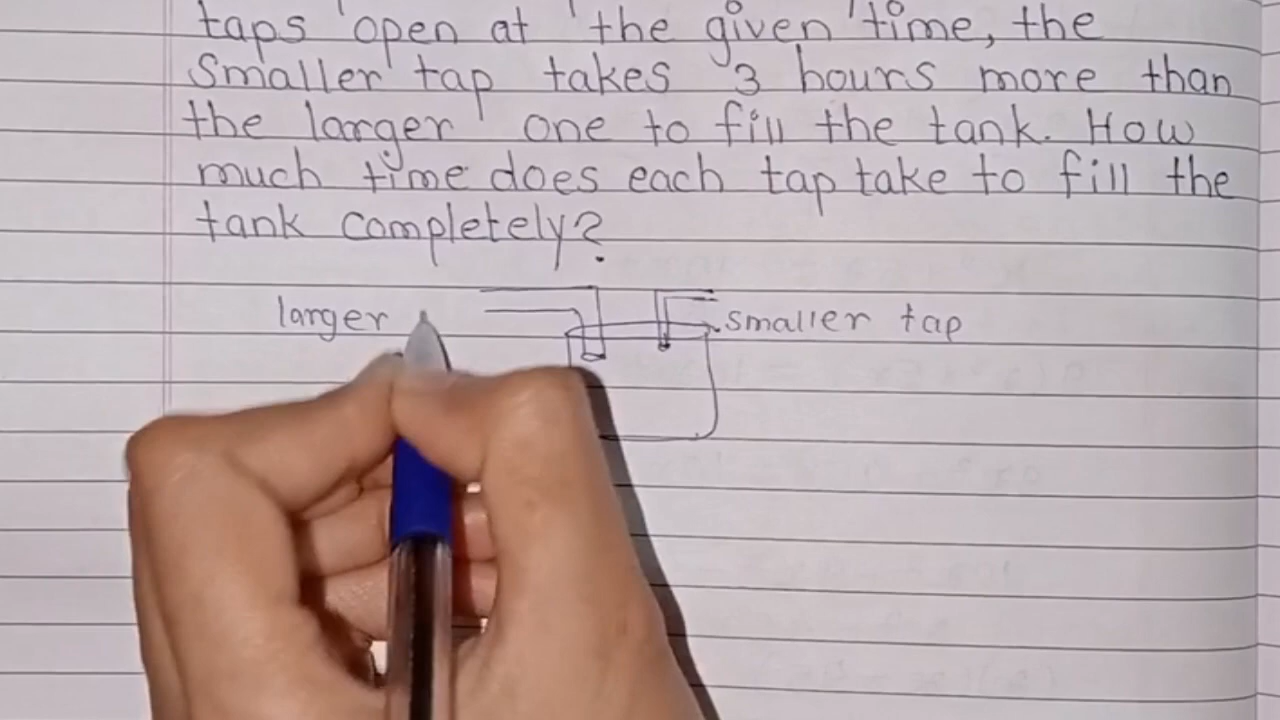 taps open at the given time, the
smaller tap takes 3 hours more than
the larger one to fill the tank. How
much time does each tap take to fill the
tank completely?
larger
smaller tap